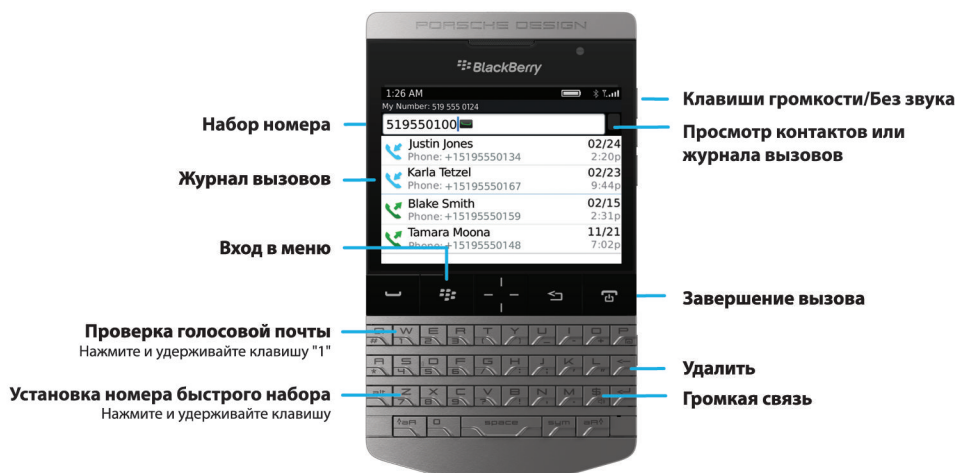 PORSCHE DESIGN
BlackBerry
1:26 AM
My Number: 519 555 0124
519550100
Justin Jones 02/24
Phone: +15195550134 2:20p
Karla Tetzel 02/23
Phone: +15195550167 9:44p
Blake Smith 02/15
Phone: +15195550159 2:31p
Tamara Moona 11/21
Phone: +15195550148 7:02p
Набор номера
Журнал вызовов
Вход в меню
Проверка голосовой почты
Нажмите и удерживайте клавишу "1"
Установка номера быстрого набора
Нажмите и удерживайте клавишу
Клавиши громкости/Без звука
Просмотр контактов или
журнала вызовов
Завершение вызова
Удалить
Громкая связь
W E R T Y U I O P
A S D F G H J K L
alt Z X C V B N M $
space sym